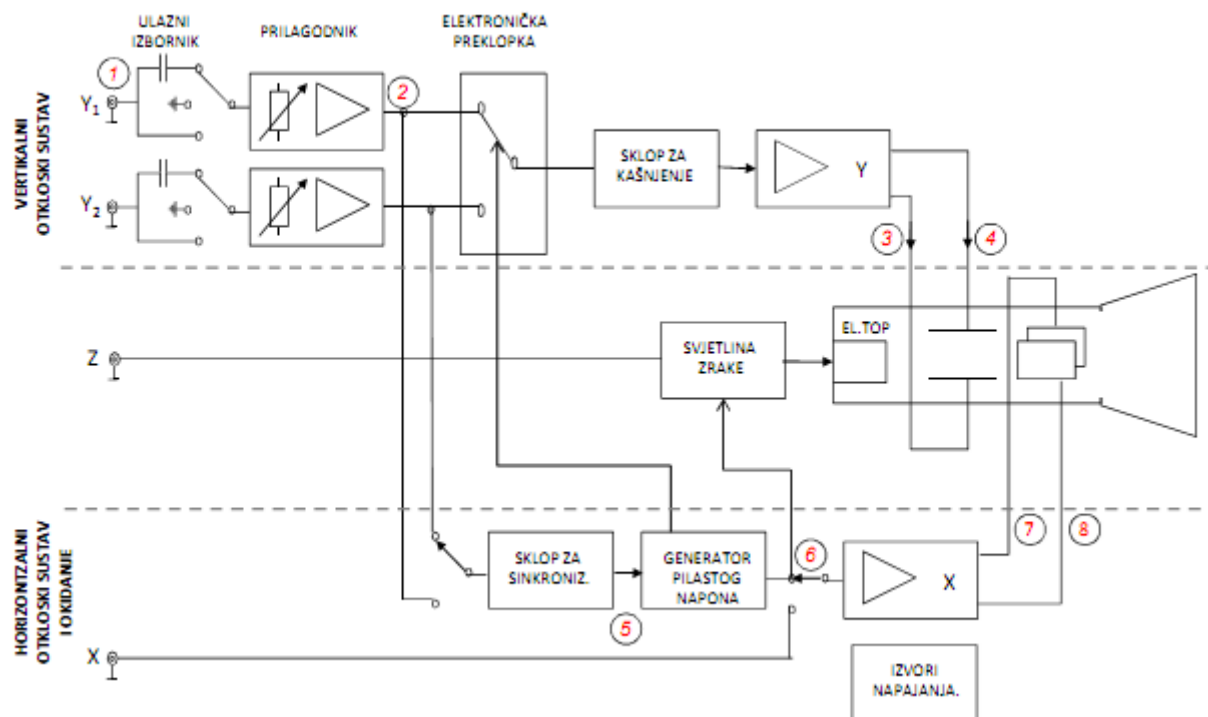 ULAZNI
IZBORNIK
PRILAGODNIK
ELEKTRONIČKA
PREKLOPKA
VERTIKALNI
OTKLOSKI SUSTAV
1
Y₁
2
Y₂
SKLOP ZA
KAŠNJENJE
Y
3
4
Z
SVJETLINA
ZRAKE
EL.TOP
HORIZONTZALNI
OTKLOSKI SUSTAV
I OKIDANJE
SKLOP ZA
SINKRONIZ.
5
GENERATOR
PILASTOG
NAPONA
6
X
7
8
X
IZVORI
NAPAJANJA.